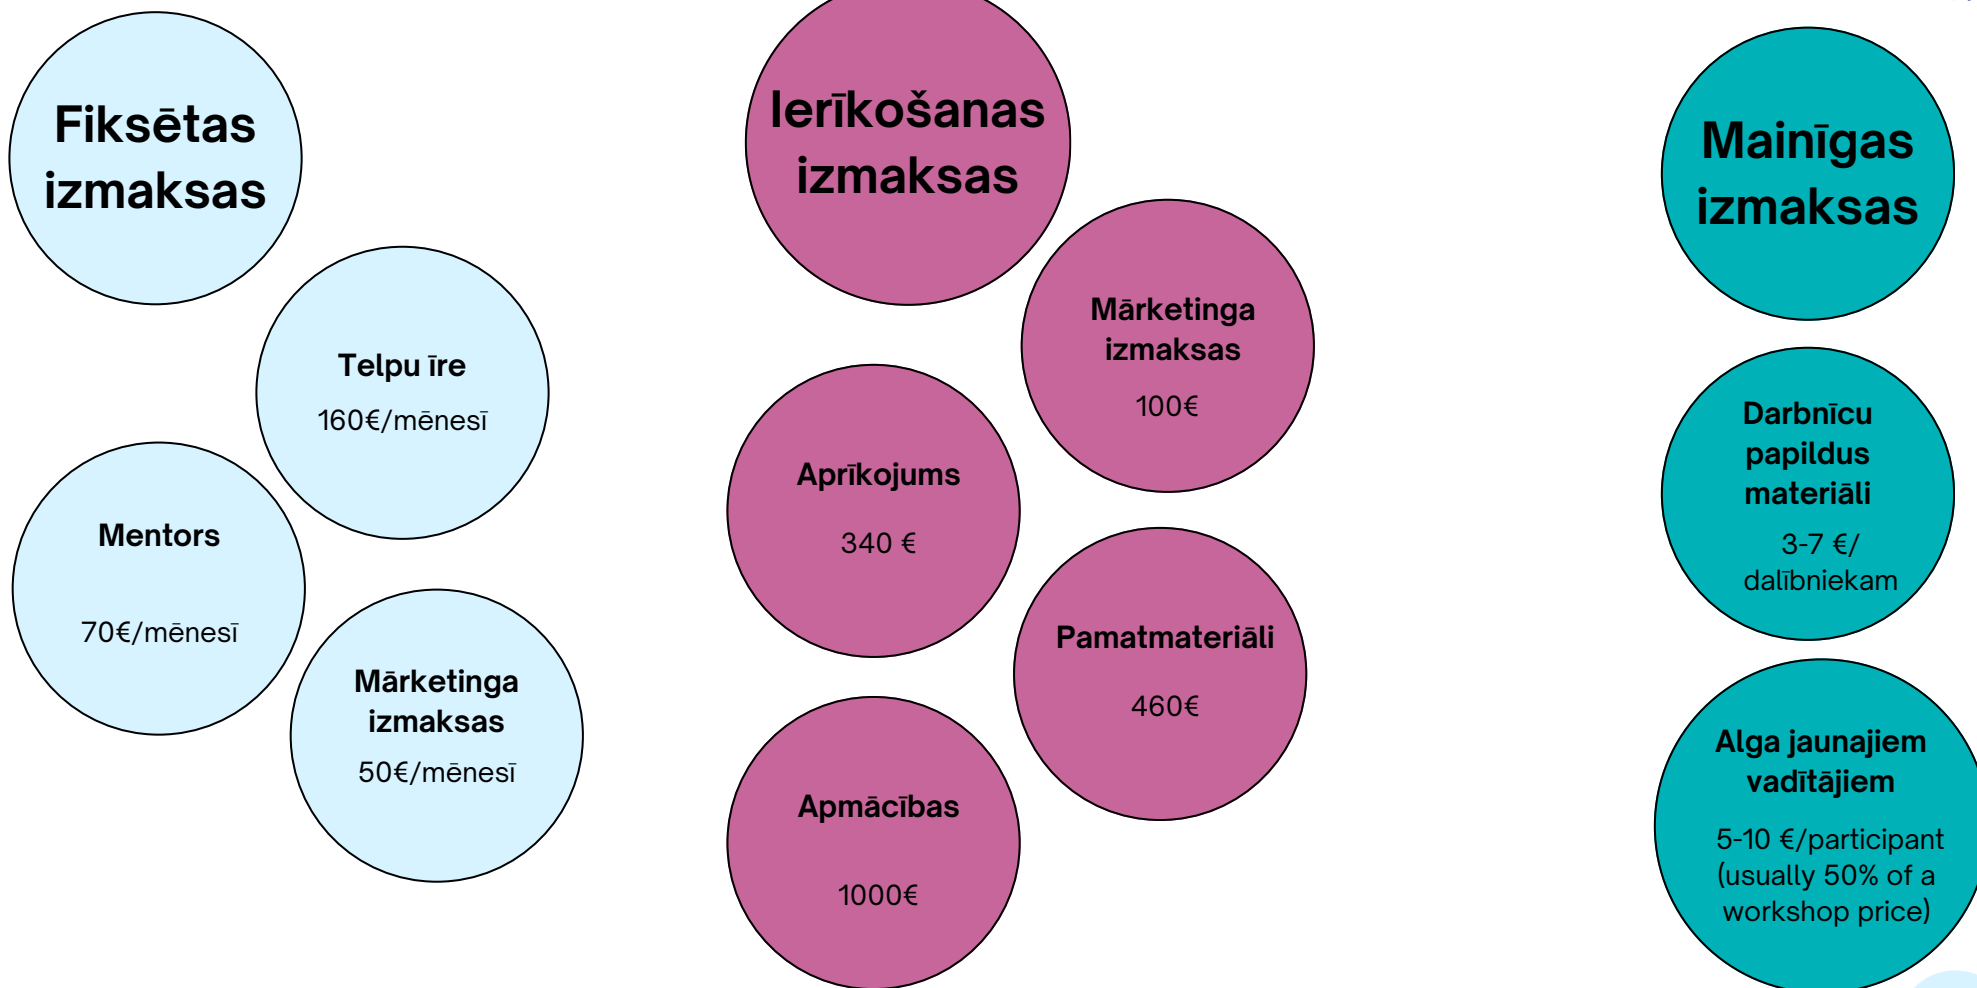 Fiksētas
izmaksas
Telpu īre
160€/mēnesī
Mentors
70€/mēnesī
Mārketinga
izmaksas
50€/mēnesī
Ierīkošanas
izmaksas
Mārketinga
izmaksas
100€
Aprīkojums
340 €
Pamatmateriāli
460€
Apmācības
1000€
Mainīgas
izmaksas
Darbnīcu
papildus
materiāli
3-7 €/
dalībniekam
Alga jaunajiem
vadītājiem
5-10 €/participant
(usually 50% of a
workshop price)